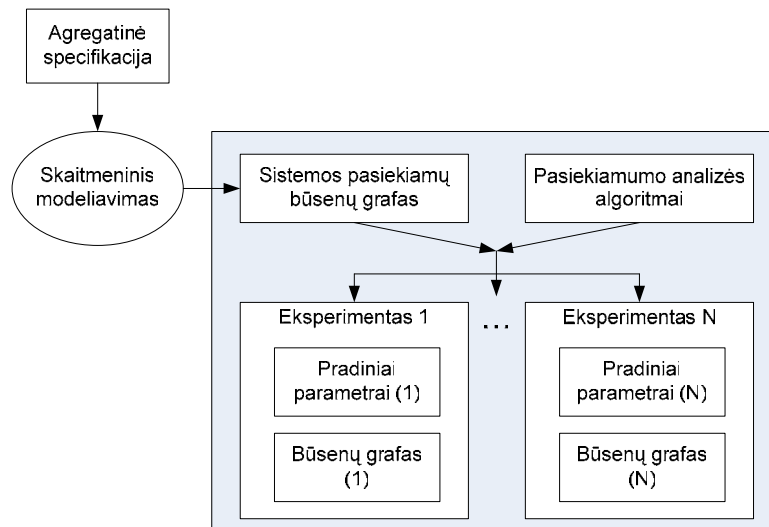 Agregatinė
specifikacija
Skaitmeninis
modeliavimas
Sistemos pasiekiamų
būsenų grafas
Pasiekiamumo analizės
algoritmai
Eksperimentas 1
...
Eksperimentas N
Pradiniai
parametrai (1)
Pradiniai
parametrai (N)
Būsenų grafas
(1)
Būsenų grafas
(N)